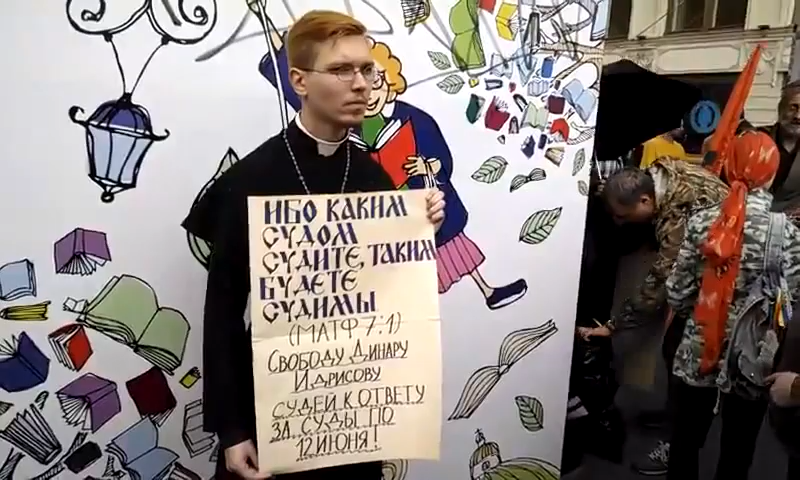 ИБО КАКИМ
СУДОМ
СУДИТЕ, ТАКИМ
БУДЕТЕ
СУДИМЫ
(МАТФ 7:1)
СВОБОДУ ДИНАРУ
ИДРИСОВУ
СУДЕЙ К ОТВЕТУ
ЗА СУДЫ ПО
12 ИЮНЯ!